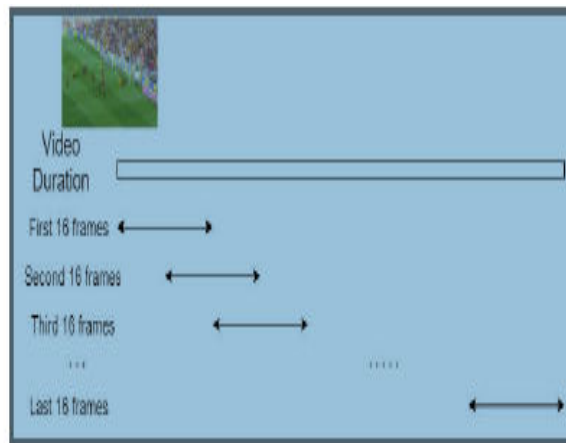 Video
Duration
First 16 frames
Second 16 frames
Third 16 frames
... .....
Last 16 frames